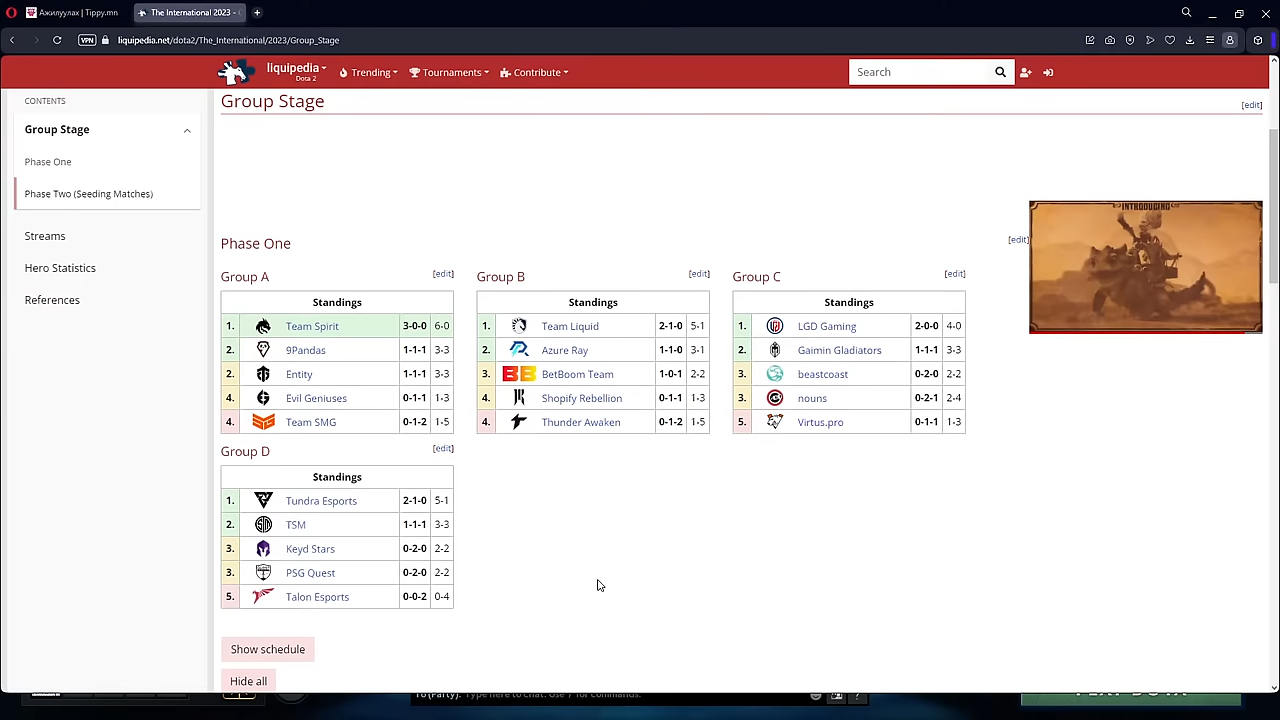 Ажилуулах | Tippy.mn
The International 2023 -
VPN
liquipedia.net/dota2/The_International/2023/Group_Stage
liquipedia
Dota 2
Trending
Tournaments
Contribute
Search
CONTENTS
Group Stage
Phase One
Phase Two (Seeding Matches)
Streams
Hero Statistics
References
Group Stage
[edit]
INTRODUCING
Phase One
[edit]
Group A
[edit]
Standings
1. Team Spirit 3-0-0 6-0
2. 9Pandas 1-1-1 3-3
2. Entity 1-1-1 3-3
4. Evil Geniuses 0-1-1 1-3
4. Team SMG 0-1-2 1-5
Group B
[edit]
Standings
1. Team Liquid 2-1-0 5-1
2. Azure Ray 1-1-0 3-1
3. BetBoom Team 1-0-1 2-2
4. Shopify Rebellion 0-1-1 1-3
4. Thunder Awaken 0-1-2 1-5
Group C
[edit]
Standings
1. LGD Gaming 2-0-0 4-0
2. Gaimin Gladiators 1-1-1 3-3
3. beastcoast 0-2-0 2-2
3. nouns 0-2-1 2-4
5. Virtus.pro 0-1-1 1-3
Group D
[edit]
Standings
1. Tundra Esports 2-1-0 5-1
2. TSM 1-1-1 3-3
3. Keyd Stars 0-2-0 2-2
3. PSG Quest 0-2-0 2-2
5. Talon Esports 0-0-2 0-4
Show schedule
Hide all
To (Party): Type here to chat. Use '/' for commands.